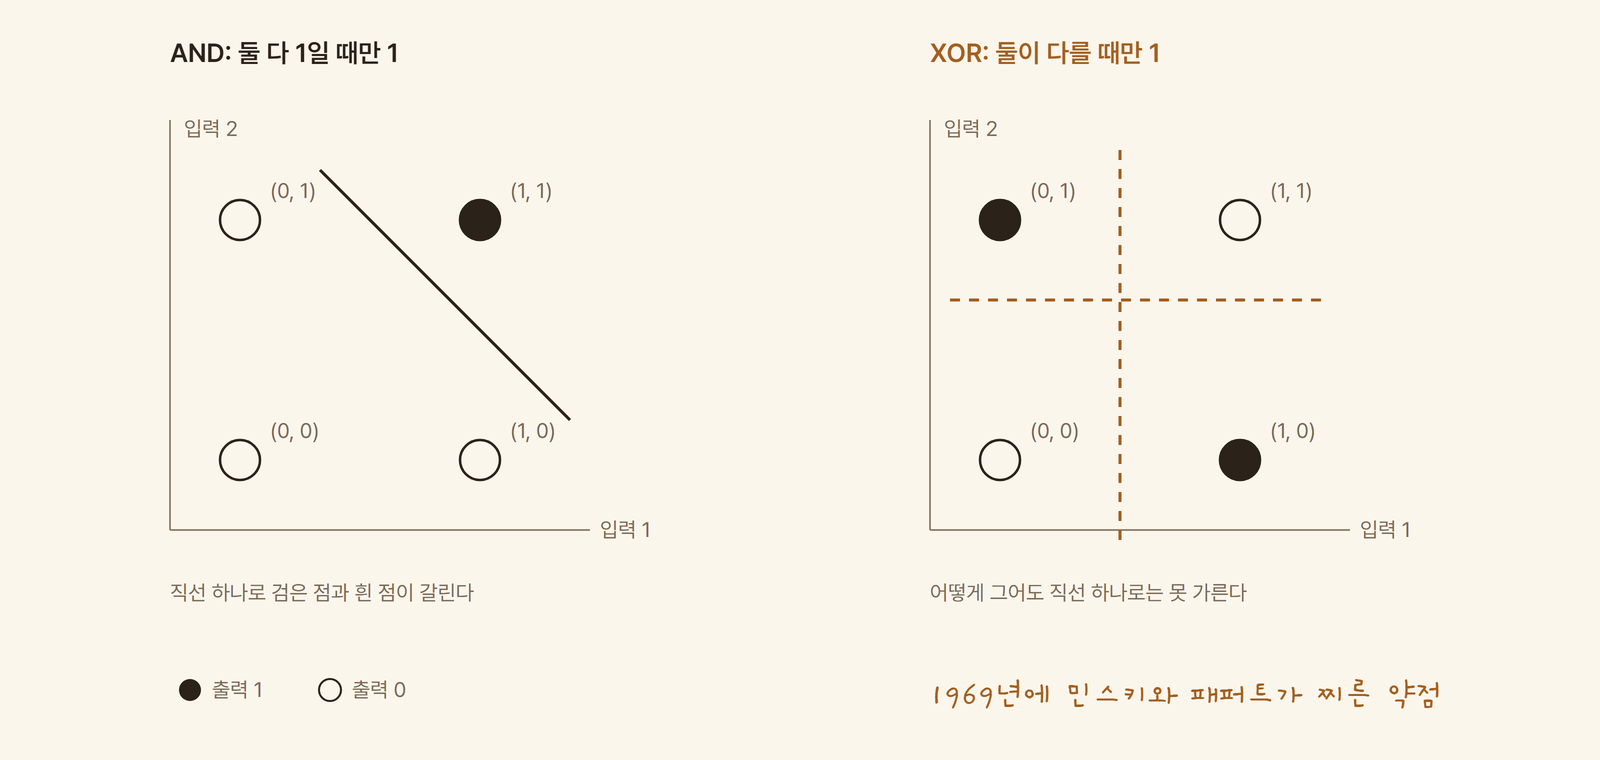 AND: 둘 다 1일 때만 1
입력 2
(0, 1)
(1, 1)
(0, 0)
(1, 0)
입력 1
직선 하나로 검은 점과 흰 점이 갈린다
출력 1
출력 0
XOR: 둘이 다를 때만 1
입력 2
(0, 1)
(1, 1)
(0, 0)
(1, 0)
입력 1
어떻게 그어도 직선 하나로는 못 가른다
1969년에 민스키와 패퍼트가 찌른 약점